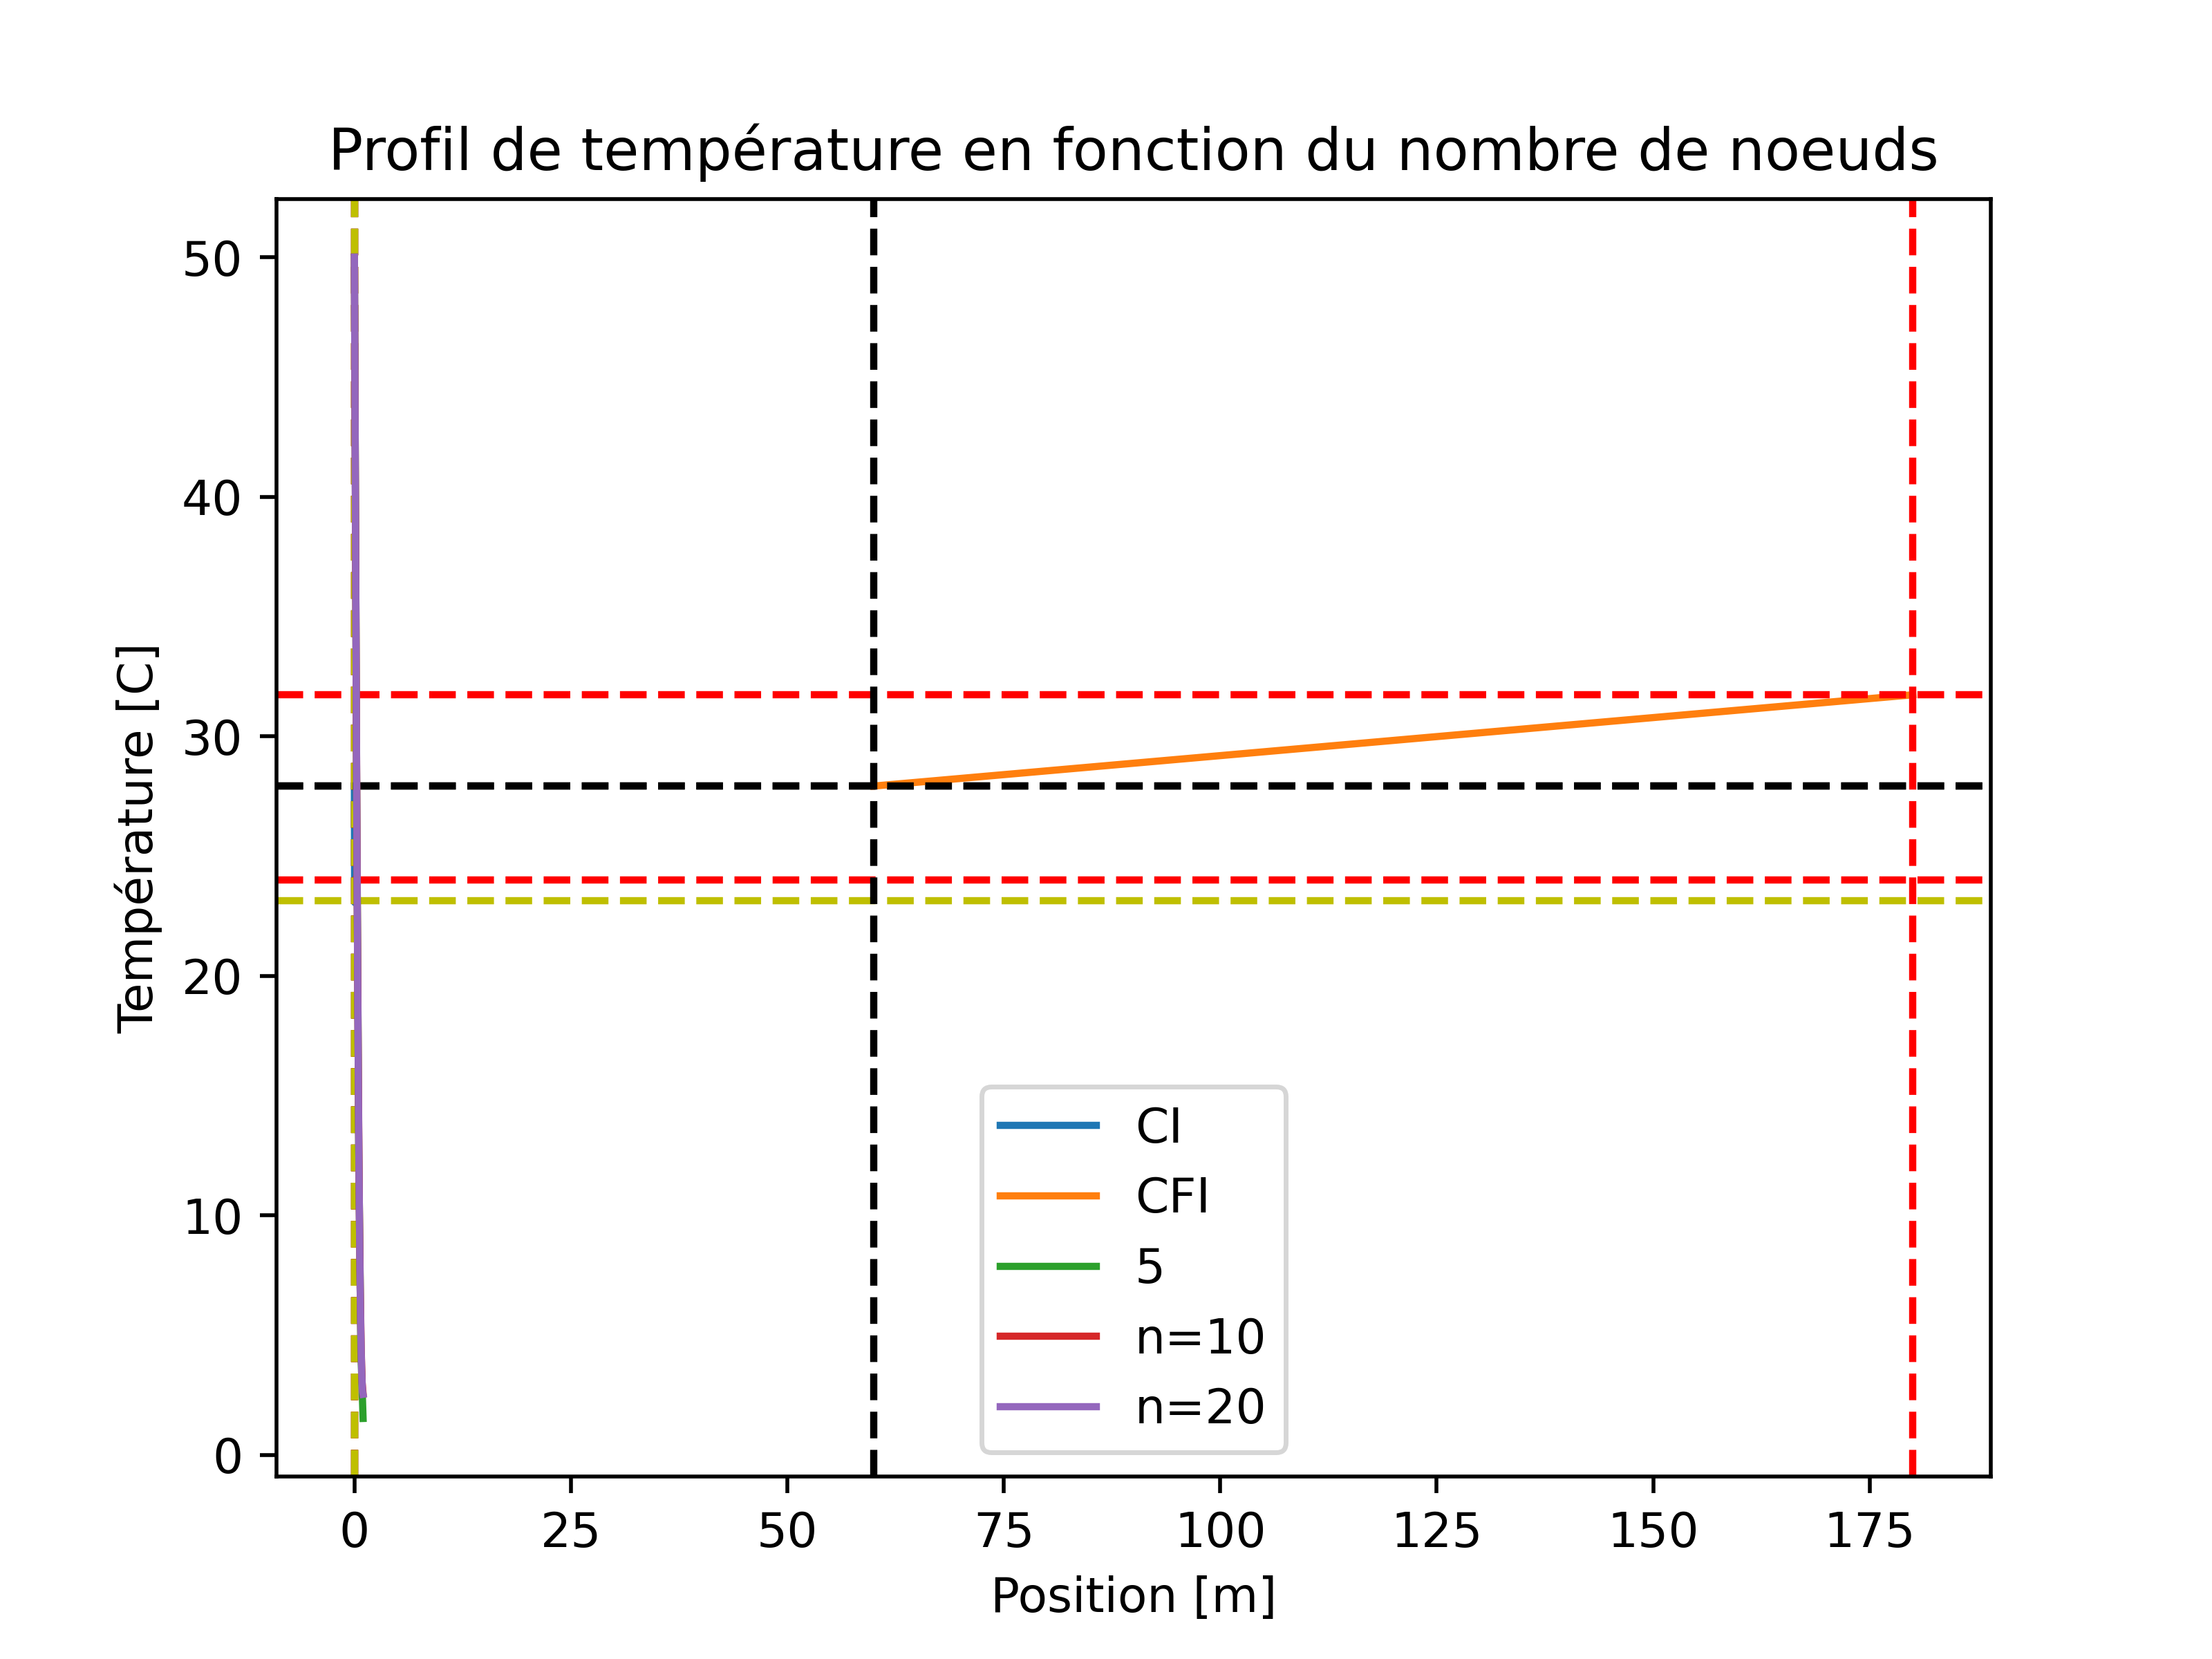 Profil de température en fonction du nombre de noeuds
50
40
30
20
10
0
Température [C]
CI
CFI
5
n=10
n=20
0
25
50
75
100
125
150
175
Position [m]